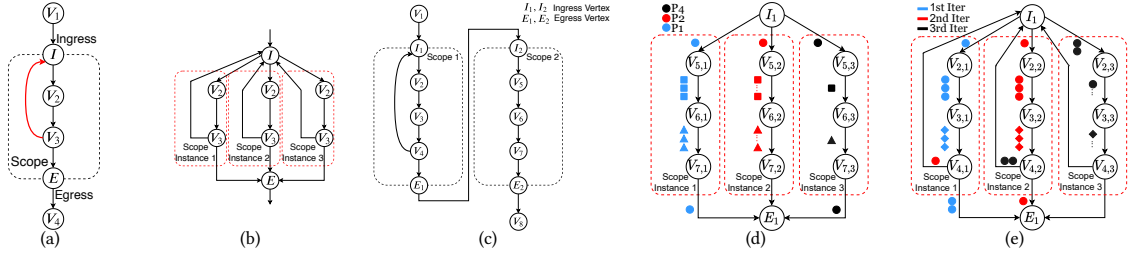 V₁
Ingress
I
V₂
V₃
Scope
E
Egress
V₄
(a)
I
V₂ V₂ V₂
V₃ V₃ V₃
Scope Instance 1
Scope Instance 2
Scope Instance 3
E
(b)
I₁, I₂ Ingress Vertex
E₁, E₂ Egress Vertex
V₁
I₁
Scope 1
V₂
V₃
V₄
E₁
I₂
Scope 2
V₅
V₆
V₇
E₂
V₈
(c)
P4
P2
P1
I₁
V₅,₁ V₅,₂ V₅,₃
V₆,₁ V₆,₂ V₆,₃
V₇,₁ V₇,₂ V₇,₃
Scope
Instance 1
Scope
Instance 2
Scope
Instance 3
E₁
(d)
1st Iter
2nd Iter
3rd Iter
I₁
V₂,₁ V₂,₂ V₂,₃
V₃,₁ V₃,₂ V₃,₃
V₄,₁ V₄,₂ V₄,₃
Scope
Instance 1
Scope
Instance 2
Scope
Instance 3
E₁
(e)